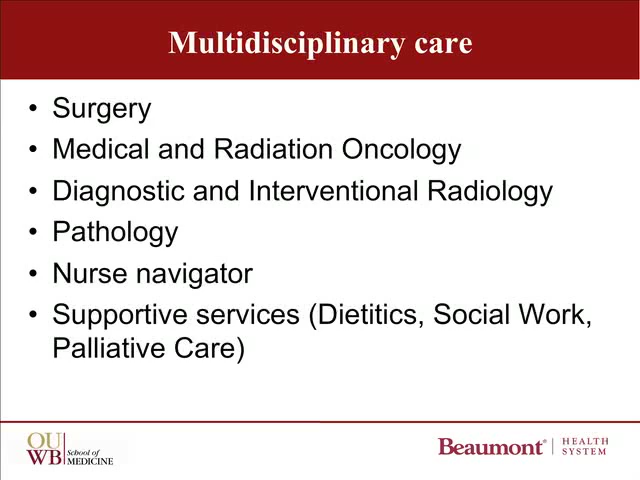 Multidisciplinary care
• Surgery
• Medical and Radiation Oncology
• Diagnostic and Interventional Radiology
• Pathology
• Nurse navigator
• Supportive services (Dietitics, Social Work,
Palliative Care)
OU
WB School of
MEDICINE
Beaumont® HEALTH
SYSTEM